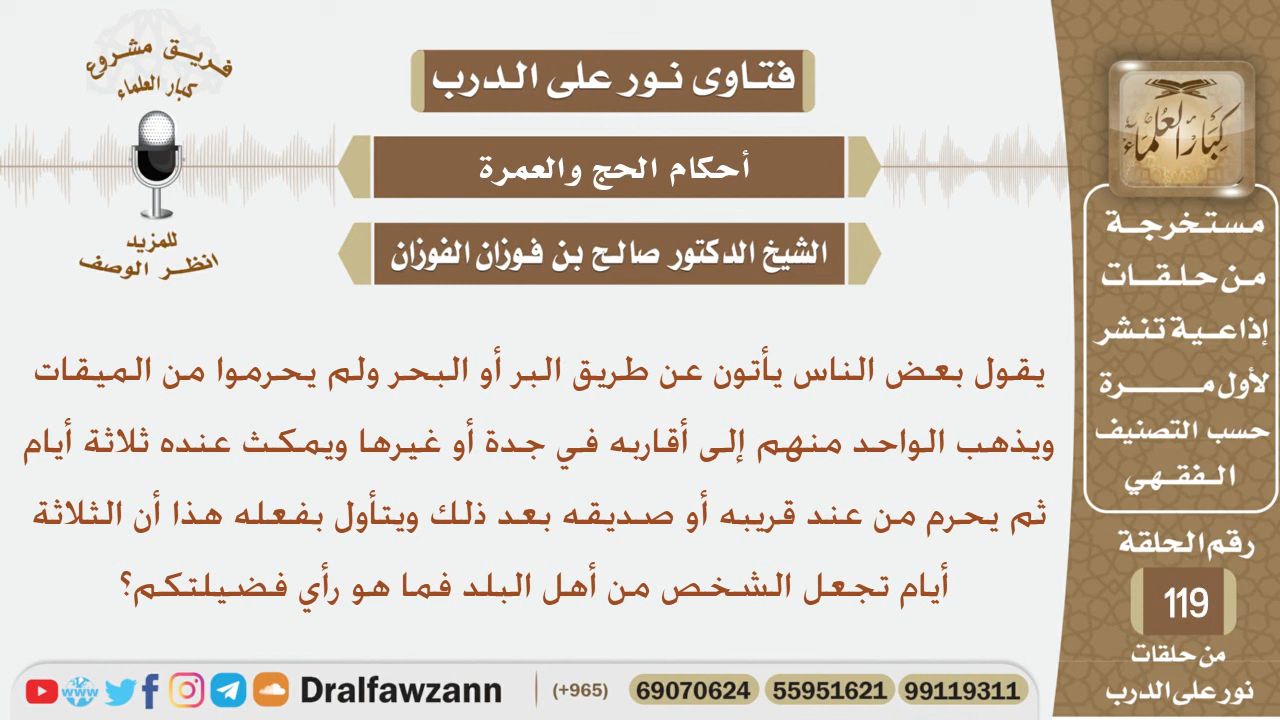 فريق مشروع
كبار العلماء
للمزيد
انظر الوصف
فتاوى نور على الدرب
أحكام الحج والعمرة
الشيخ الدكتور صالح بن فوزان الفوزان
يقول بعض الناس يأتون عن طريق البر أو البحر ولم يحرموا من الميقات
ويذهب الواحد منهم إلى أقاربه في جدة أو غيرها ويمكث عنده ثلاثة أيام
ثم يحرم من عند قريبه أو صديقه بعد ذلك ويتأول بفعله هذا أن الثلاثة
أيام تجعل الشخص من أهل البلد فما هو رأي فضيلتكم؟
كبار العلماء
مستخرجة
من حلقات
إذاعية تنشر
لأول مرة
حسب التصنيف
الفقهي
رقم الحلقة
119
من حلقات
نور على الدرب
www
Dralfawzann
(+965) 69070624 55951621 99119311